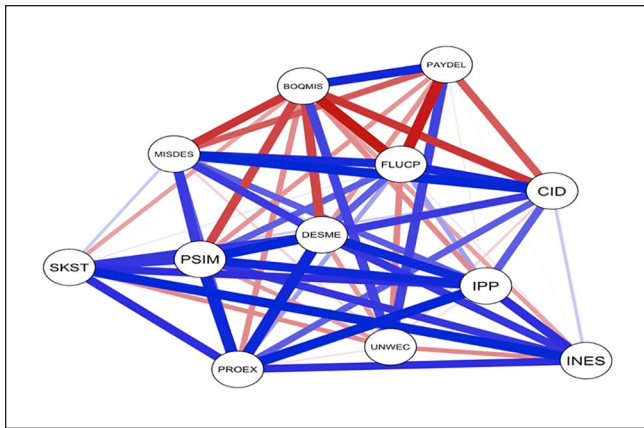 PAYDEL
BOQMIS
MISDES
FLUCP
CID
DESME
PSIM
SKST
IPP
UNWEC
INES
PROEX